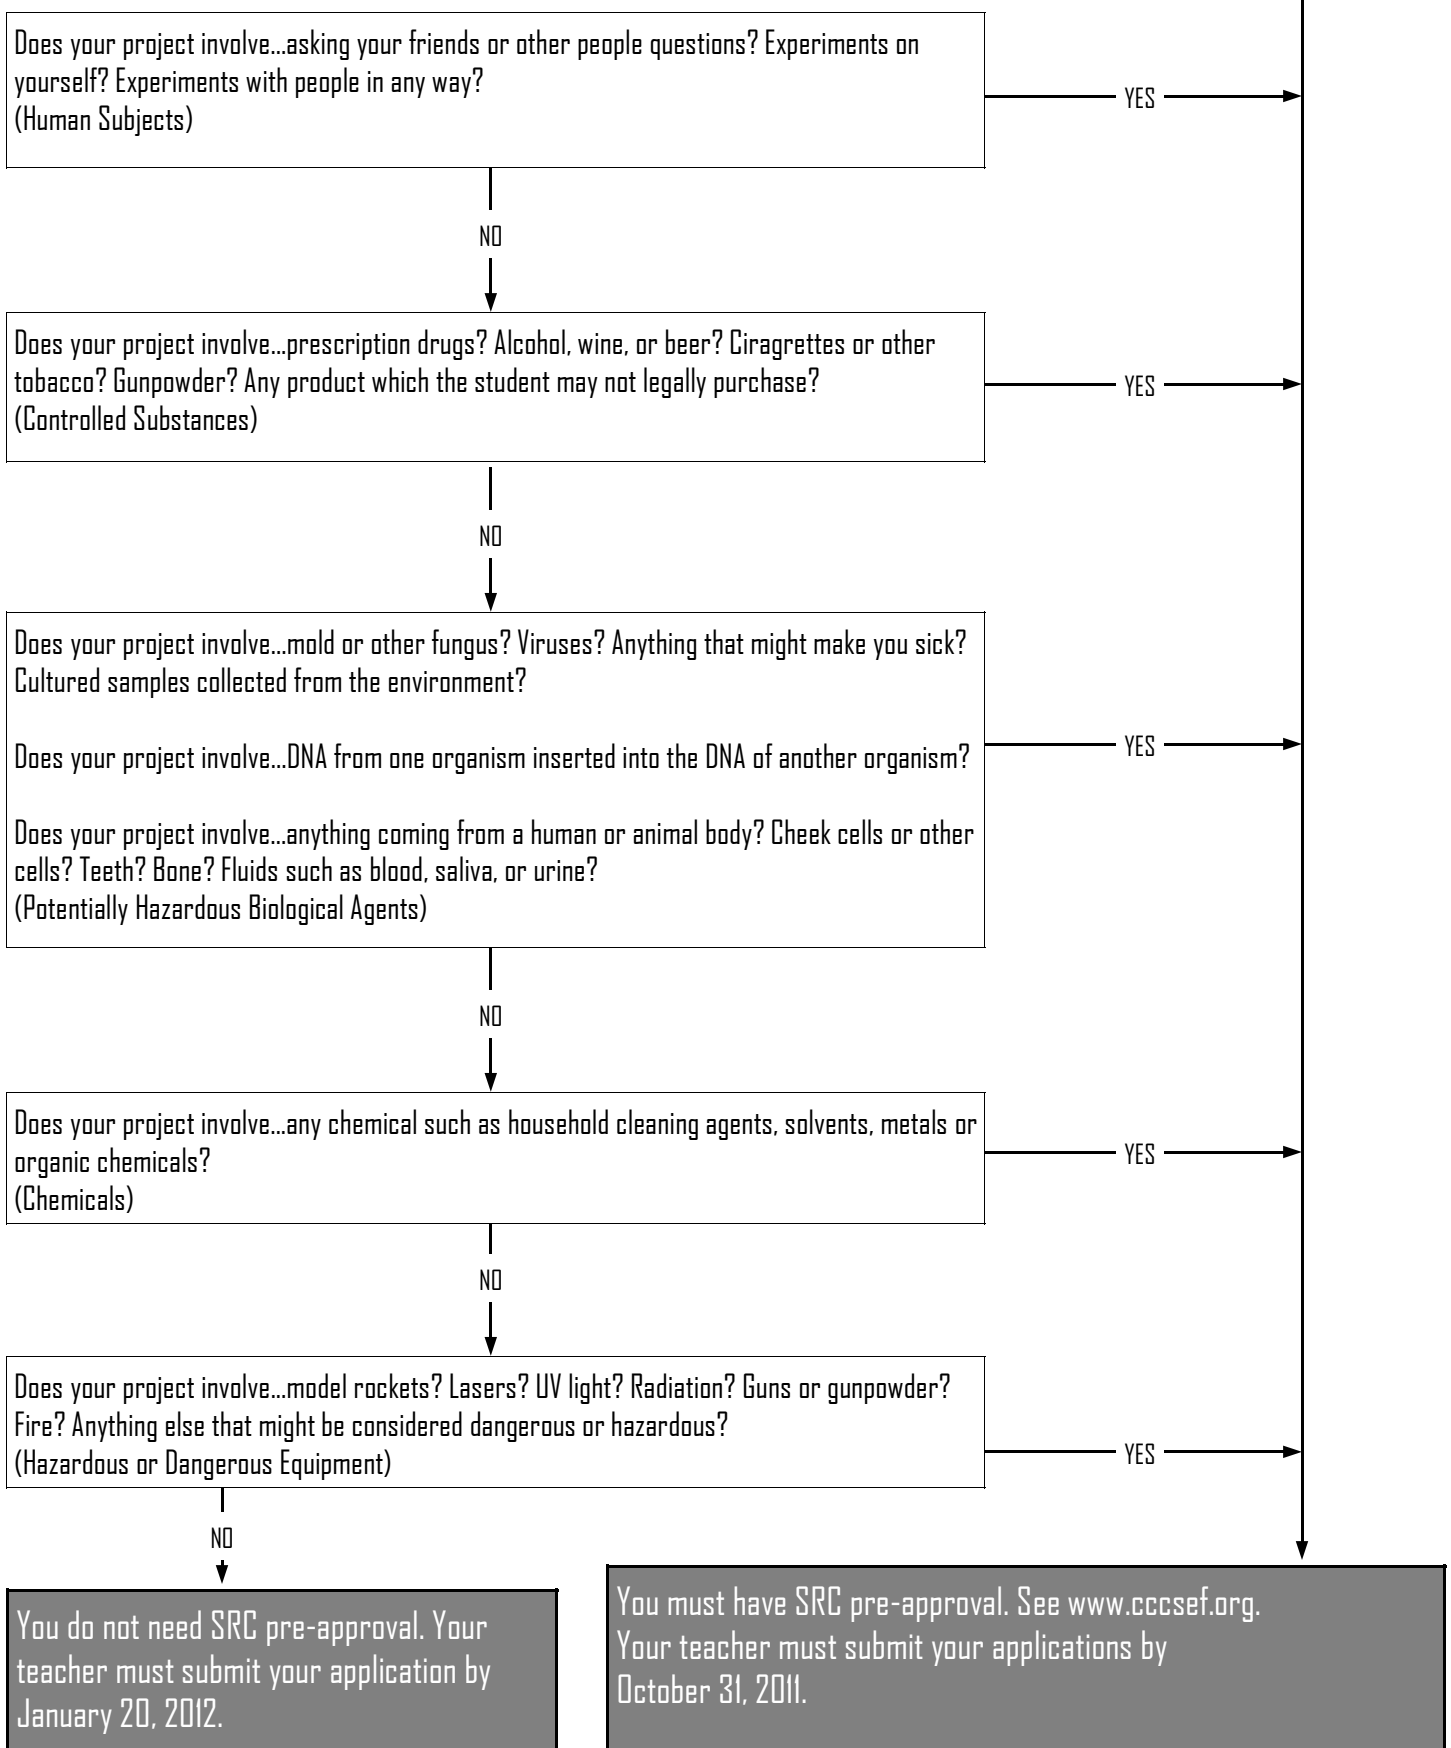 Does your project involve...asking your friends or other people questions? Experiments on
yourself? Experiments with people in any way?
(Human Subjects)
YES
NO
Does your project involve...prescription drugs? Alcohol, wine, or beer? Ciragrettes or other
tobacco? Gunpowder? Any product which the student may not legally purchase?
(Controlled Substances)
YES
NO
Does your project involve...mold or other fungus? Viruses? Anything that might make you sick?
Cultured samples collected from the environment?
Does your project involve...DNA from one organism inserted into the DNA of another organism?
YES
Does your project involve...anything coming from a human or animal body? Cheek cells or other
cells? Teeth? Bone? Fluids such as blood, saliva, or urine?
(Potentially Hazardous Biological Agents)
NO
Does your project involve...any chemical such as household cleaning agents, solvents, metals or
organic chemicals?
(Chemicals)
YES
NO
Does your project involve...model rockets? Lasers? UV light? Radiation? Guns or gunpowder?
Fire? Anything else that might be considered dangerous or hazardous?
(Hazardous or Dangerous Equipment)
YES
NO
You do not need SRC pre-approval. Your
teacher must submit your application by
January 20, 2012.
You must have SRC pre-approval. See www.cccsef.org.
Your teacher must submit your applications by
October 31, 2011.